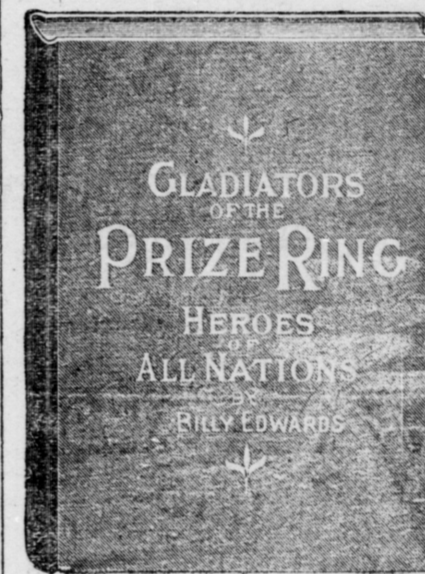 GLADIATORS
OF THE
PRIZE RING
HEROES
OF
ALL NATIONS
BY
BILLY EDWARDS